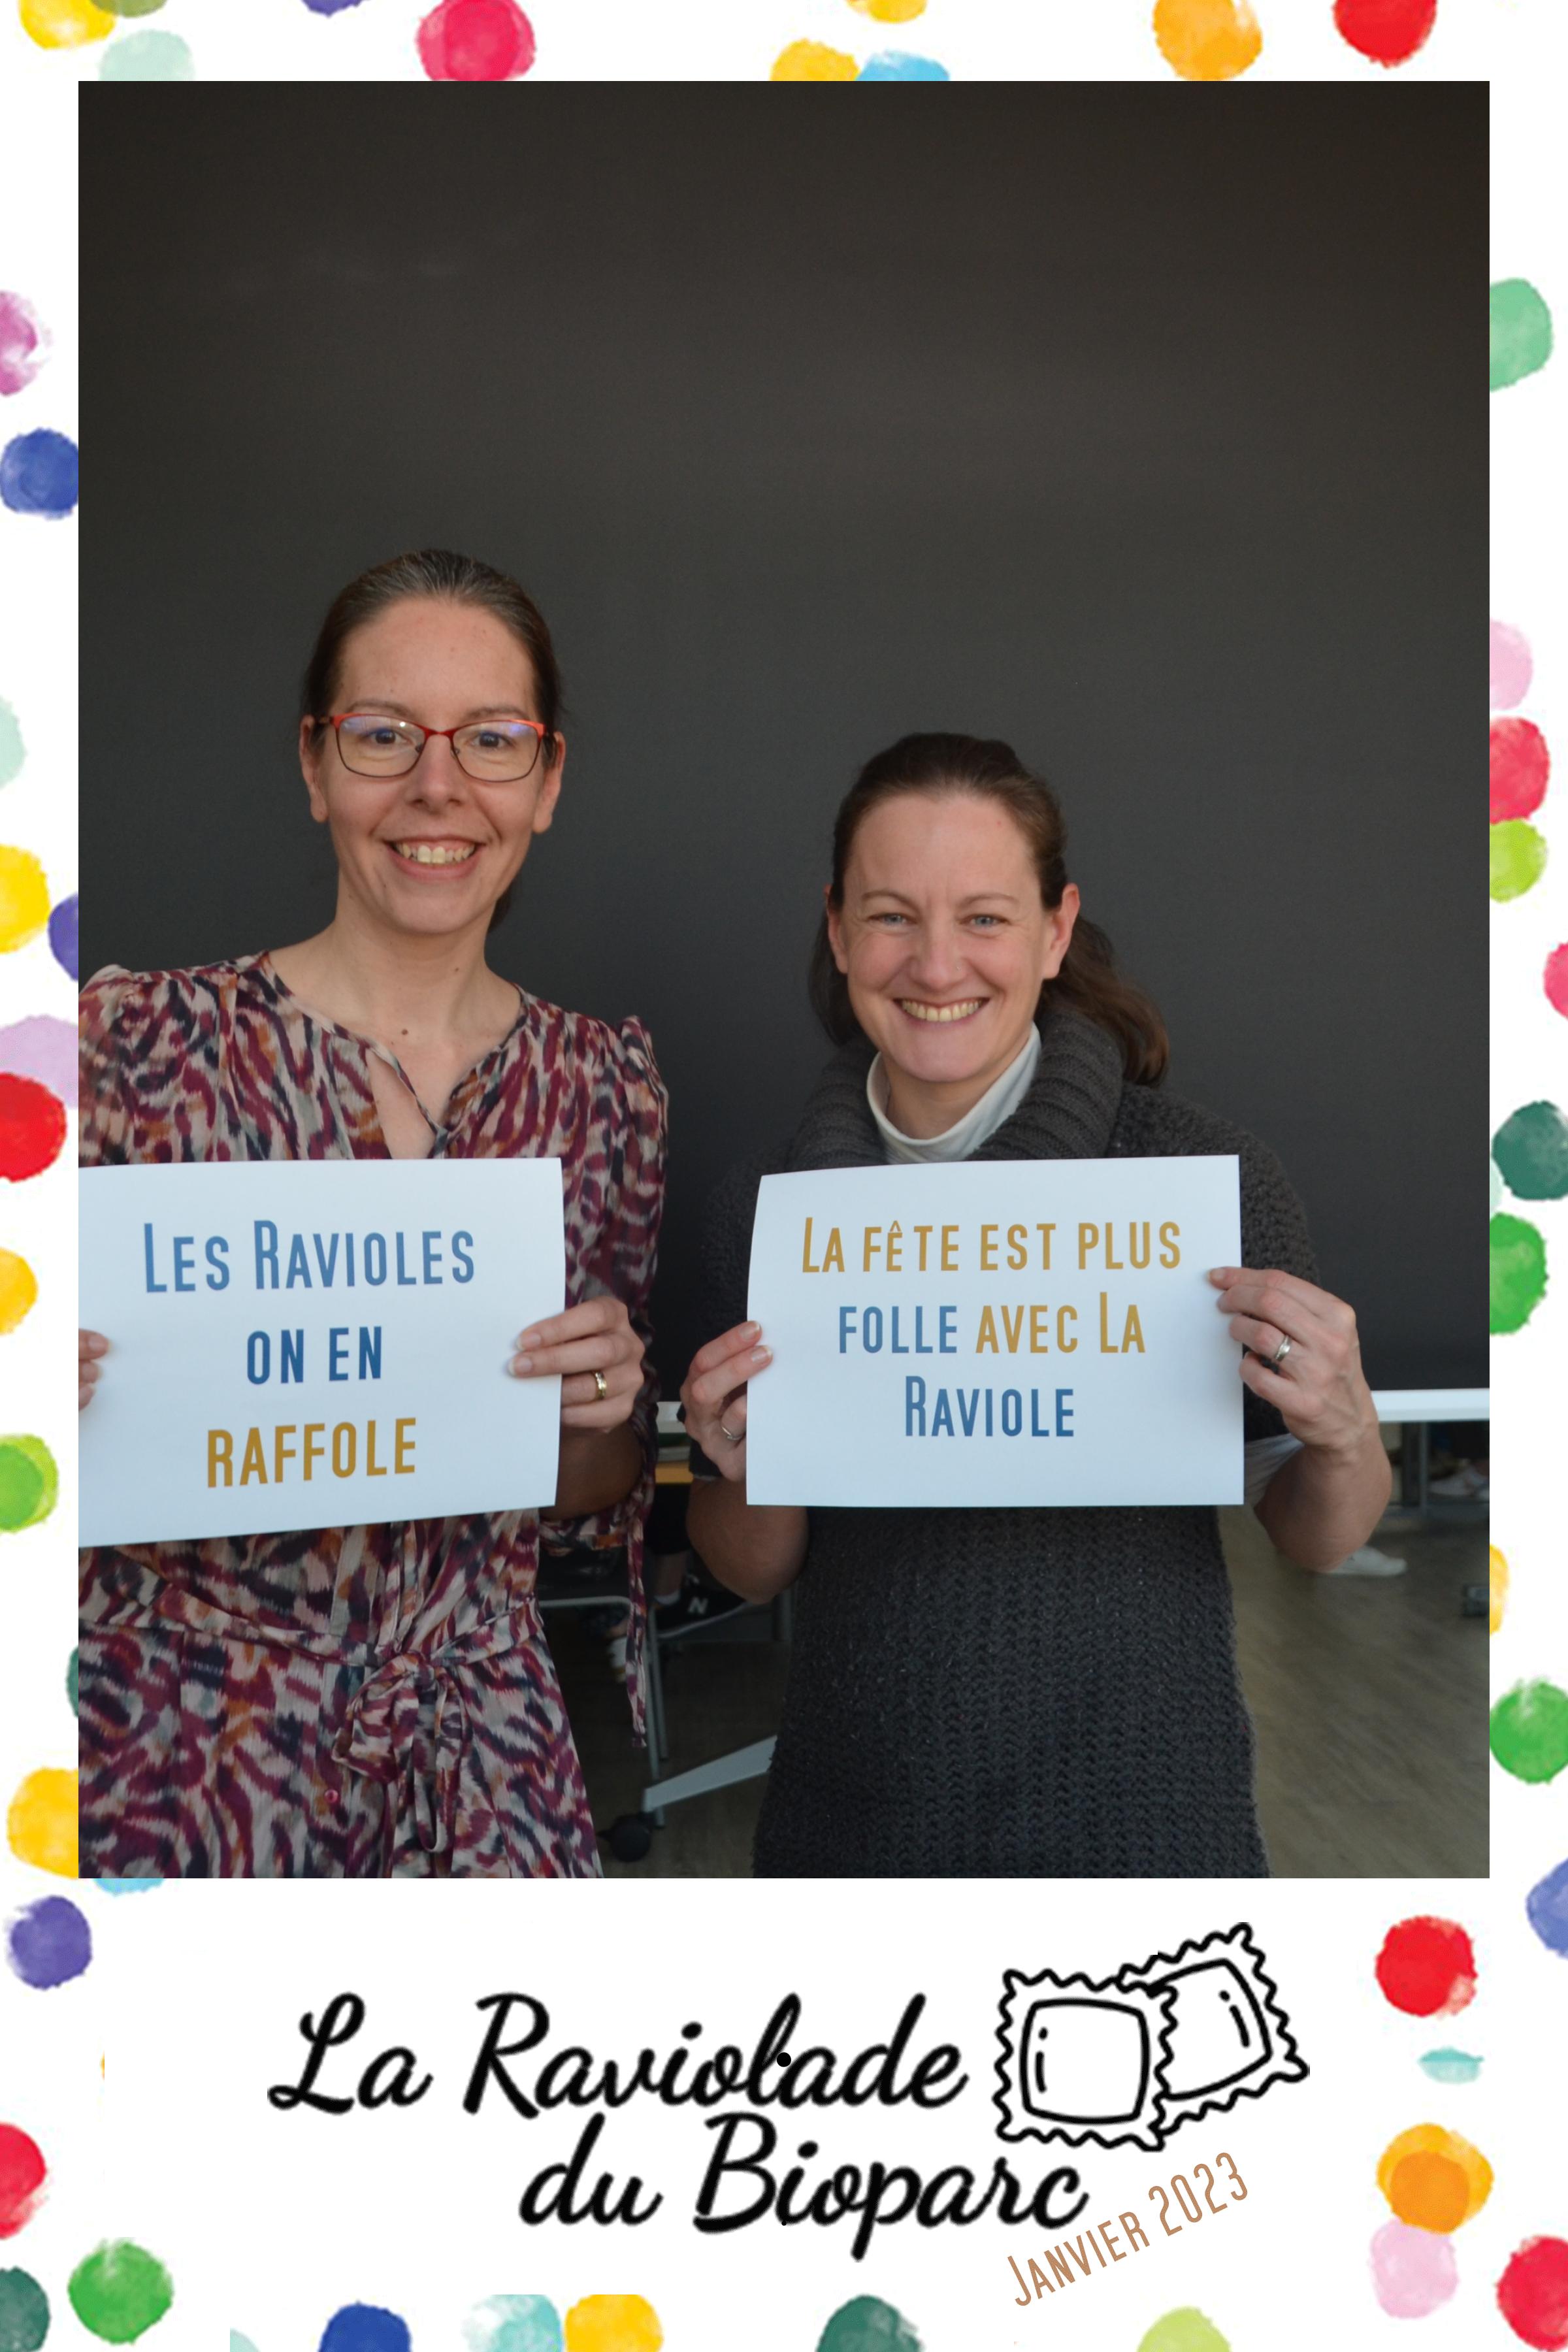 Les Ravioles
on en
raffole
La fête est plus
folle avec La
Raviole
N
La Raviolade
du Bioparc
Janvier 2023